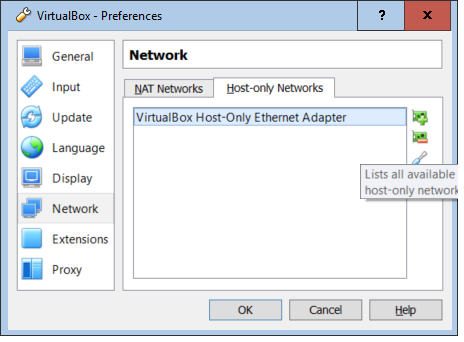 VirtualBox - Preferences
?
General
Input
Update
Language
Display
Network
Extensions
Proxy
Network
NAT Networks
Host-only Networks
VirtualBox Host-Only Ethernet Adapter
Lists all available
host-only network
OK
Cancel
Help